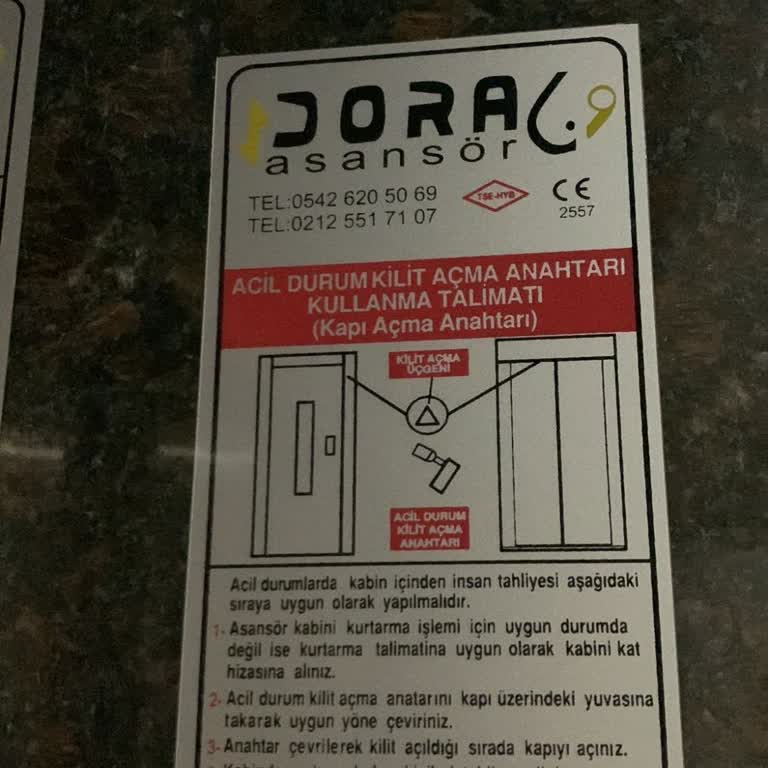 DORA
asansör
TEL:0542 620 50 69
TEL:0212 551 71 07
TSE-HYB
CE
2557
ACİL DURUM KİLİT AÇMA ANAHTARI
KULLANMA TALİMATI
(Kapı Açma Anahtarı)
KİLİT AÇMA
ÜÇGENİ
ACİL DURUM
KİLİT AÇMA
ANAHTARI
Acil durumlarda kabin içinden insan tahliyesi aşağıdaki
sıraya uygun olarak yapılmalıdır.
1- Asansör kabini kurtarma işlemi için uygun durumda
değil ise kurtarma talimatina uygun olarak kabini kat
hizasına alınız.
2- Acil durum kilit açma anatarını kapı üzerindeki yuvasına
takarak uygun yöne çeviriniz.
3- Anahtar çevrilerek kilit açıldığı sırada kapıyı açınız.